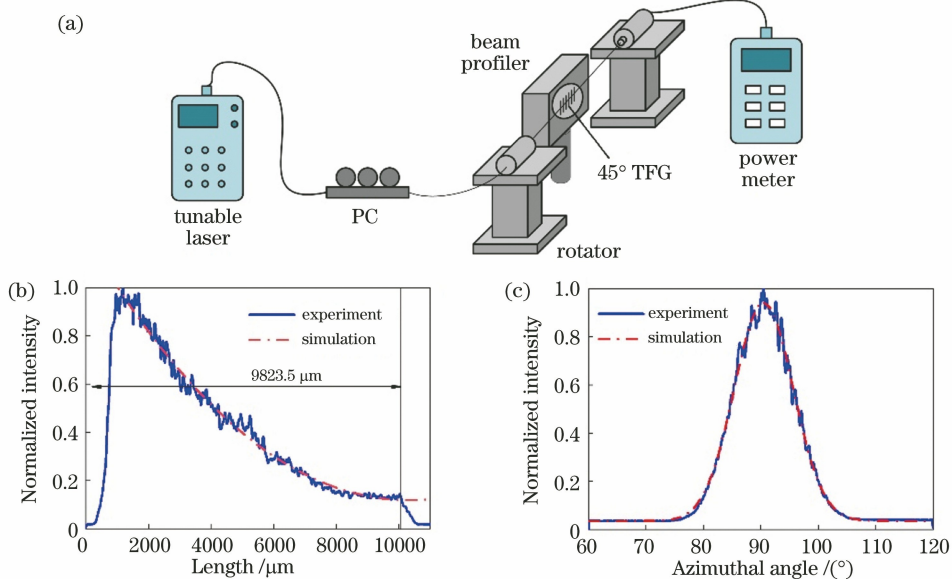 (a)
beam
profiler
45° TFG
power
meter
tunable
laser
PC
rotator
(b)
Normalized intensity
1.0
0.8
0.6
0.4
0.2
0
experiment
simulation
9823.5 μm
0 2000 4000 6000 8000 10000
Length /μm
(c)
Normalized intensity
1.0
0.8
0.6
0.4
0.2
0
experiment
simulation
60 70 80 90 100 110 120
Azimuthal angle /(°)